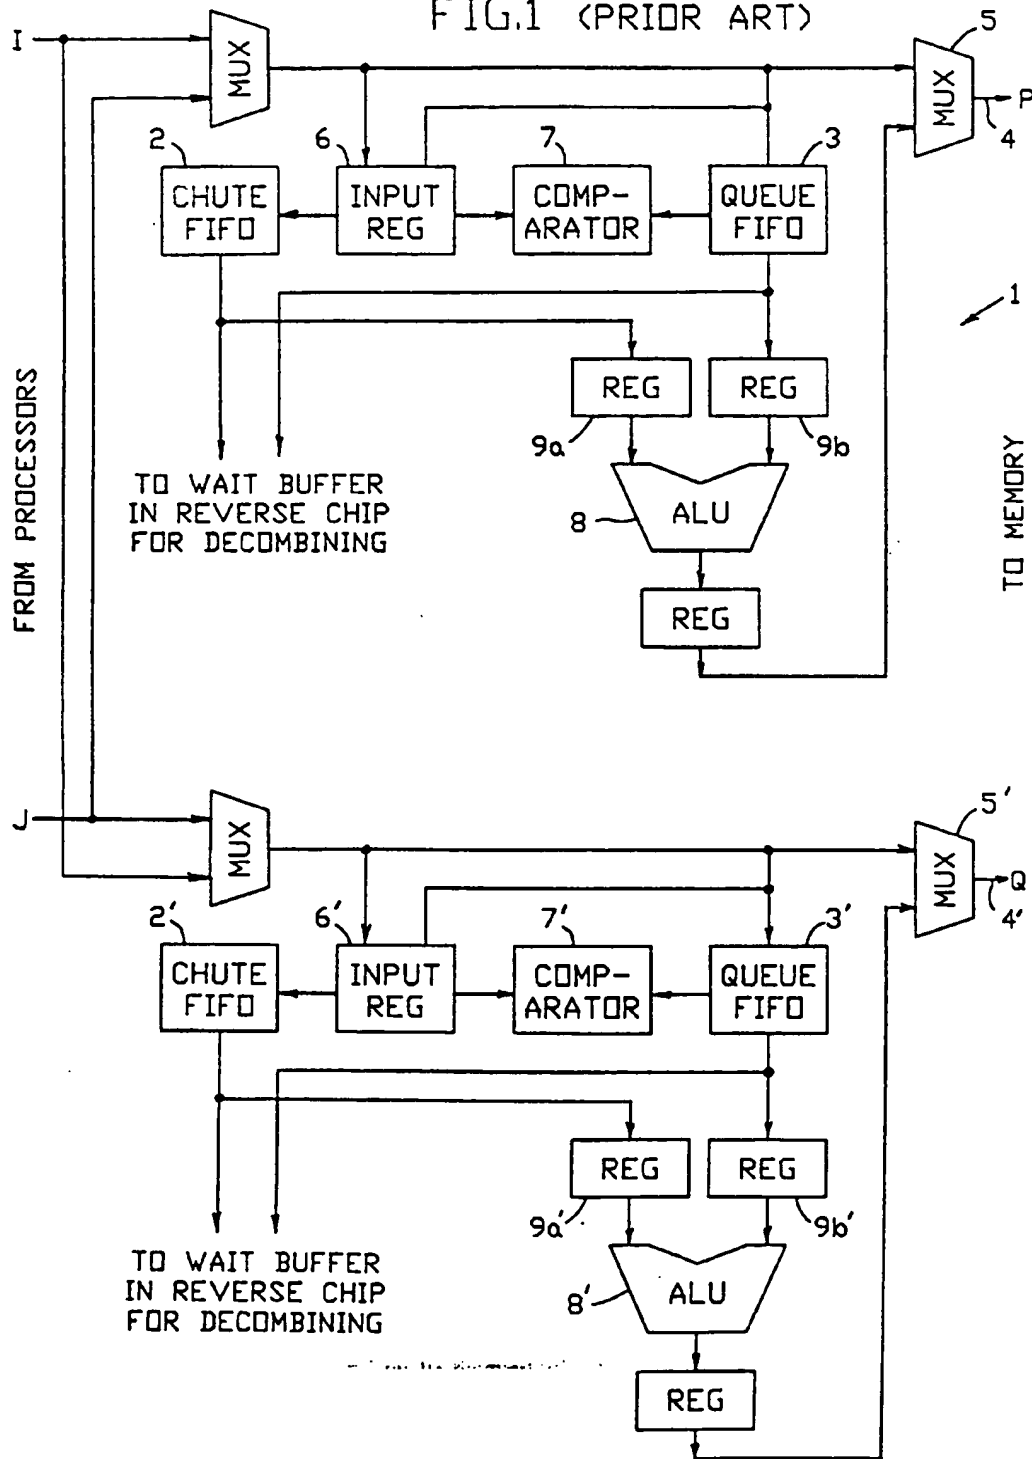 FIG.1 (PRIOR ART)
I
MUX
5
MUX
P
4
2
6
7
3
CHUTE
FIFO
INPUT
REG
COMP-
ARATOR
QUEUE
FIFO
1
REG
REG
9a
9b
FROM PROCESSORS
TO WAIT BUFFER
IN REVERSE CHIP
FOR DECOMBINING
8
ALU
TO MEMORY
REG
J
MUX
5'
MUX
Q
4'
2'
6'
7'
3'
CHUTE
FIFO
INPUT
REG
COMP-
ARATOR
QUEUE
FIFO
REG
REG
9a'
9b'
TO WAIT BUFFER
IN REVERSE CHIP
FOR DECOMBINING
8'
ALU
REG